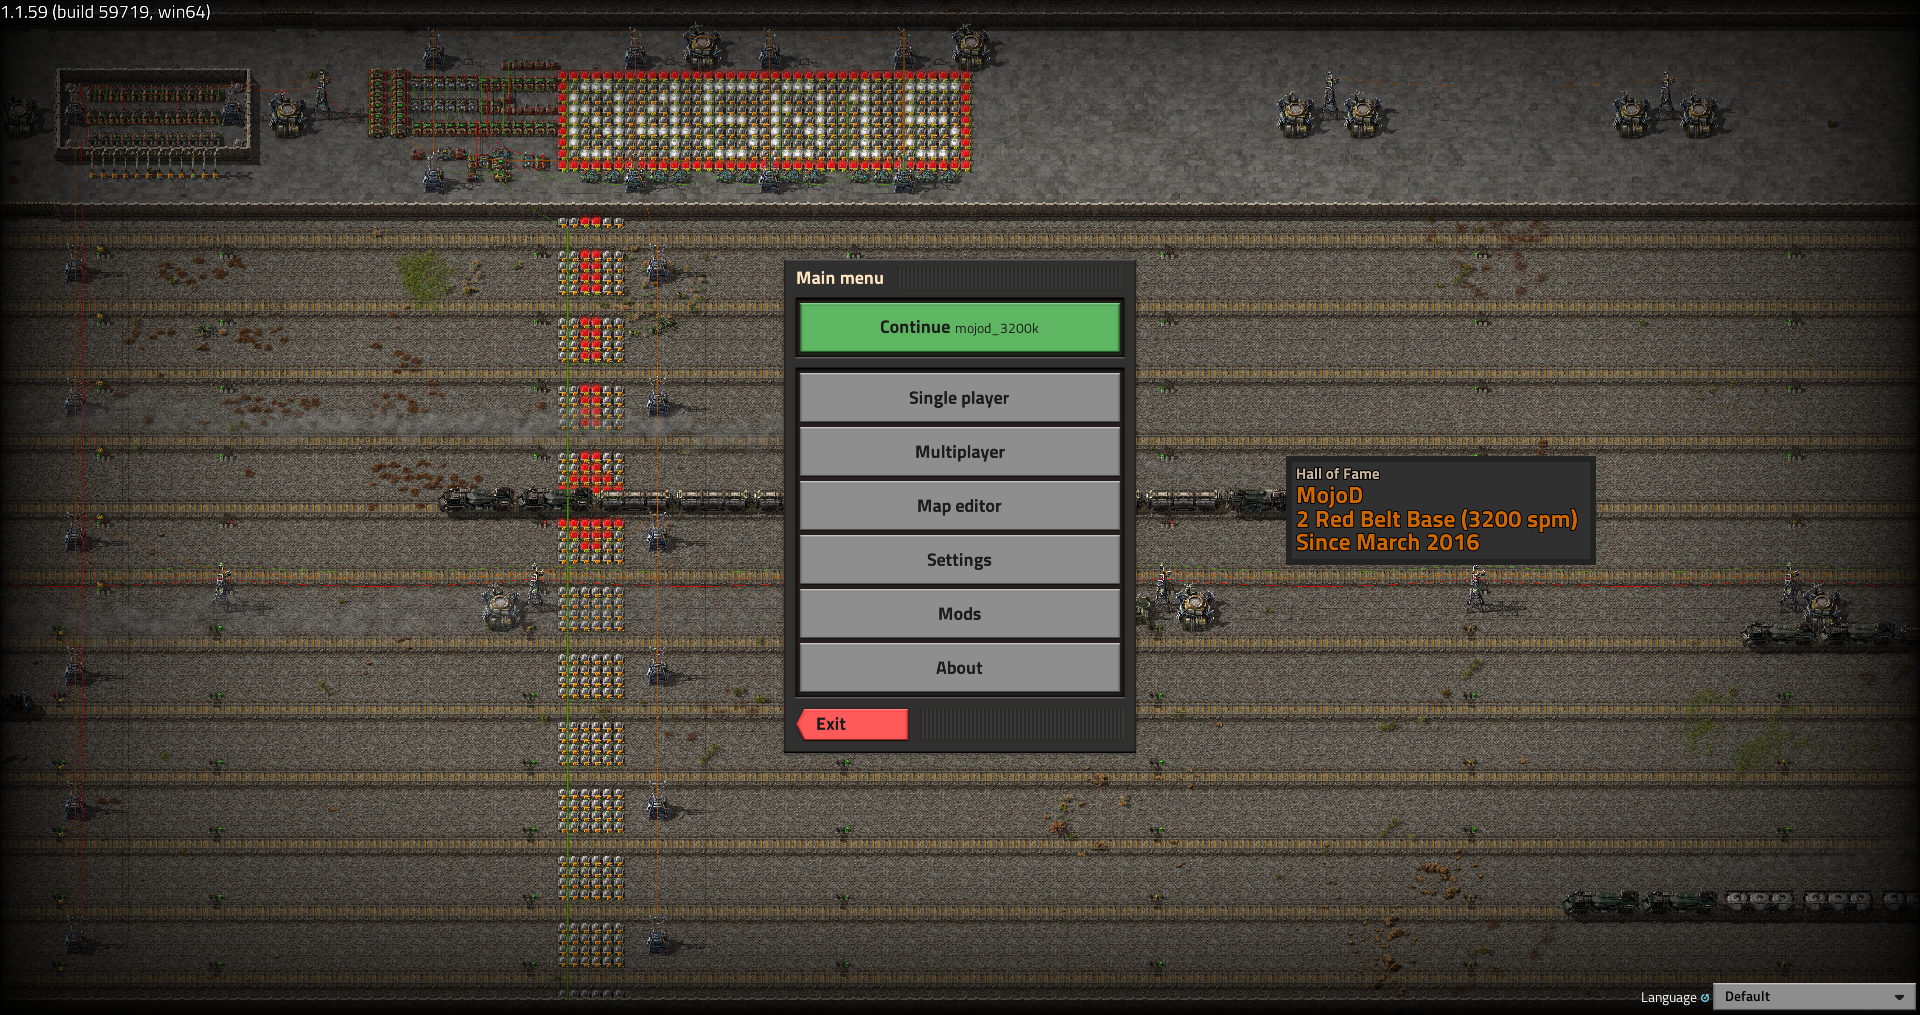 1.1.59 (build 59719, win64)
Main menu
Continue mojod_3200k
Single player
Multiplayer
Map editor
Settings
Mods
About
Exit
Hall of Fame
MojoD
2 Red Belt Base (3200 spm)
Since March 2016
Language
Default